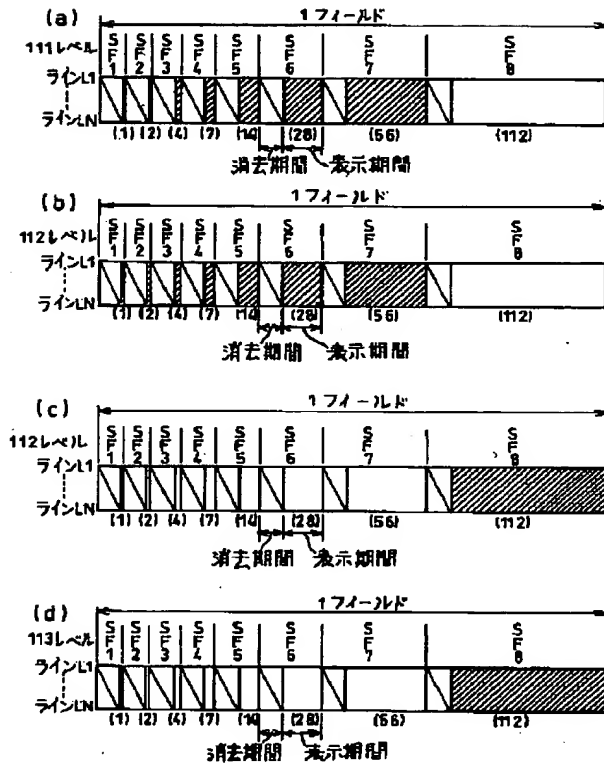 (a)
1フィールド
SF1 SF2 SF3 SF4 SF5 SF6 SF7 SF8
111レベル
ラインL1
ラインLN
(1) (2) (4) (7) (14) (28) (56) (112)
消去期間 表示期間
(b)
1フィールド
SF1 SF2 SF3 SF4 SF5 SF6 SF7 SF8
112レベル
ラインL1
ラインLN
(1) (2) (4) (7) (14) (28) (56) (112)
消去期間 表示期間
(c)
1フィールド
SF1 SF2 SF3 SF4 SF5 SF6 SF7 SF8
112レベル
ラインL1
ラインLN
(1) (2) (4) (7) (14) (28) (56) (112)
消去期間 表示期間
(d)
1フィールド
SF1 SF2 SF3 SF4 SF5 SF6 SF7 SF8
113レベル
ラインL1
ラインLN
(1) (2) (4) (7) (14) (28) (56) (112)
消去期間 表示期間